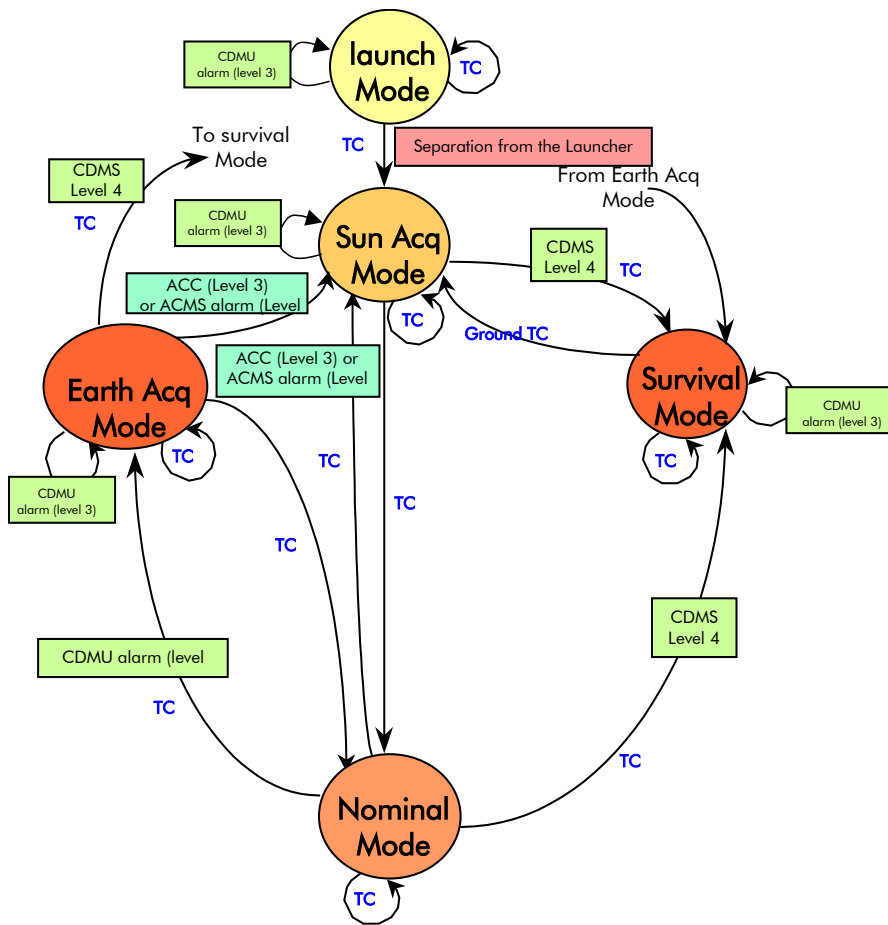 launch
Mode
CDMU
alarm (level 3)
TC
To survival
Mode
TC
Separation from the Launcher
CDMS
Level 4
TC
From Earth Acq
Mode
CDMU
alarm (level 3)
Sun Acq
Mode
CDMS
Level 4
TC
ACC (Level 3)
or ACMS alarm (Level
TC
Ground TC
ACC (Level 3) or
ACMS alarm (Level
Earth Acq
Mode
Survival
Mode
CDMU
alarm (level 3)
TC
TC
TC
CDMU
alarm (level 3)
TC
TC
CDMS
Level 4
CDMU alarm (level
TC
TC
Nominal
Mode
TC